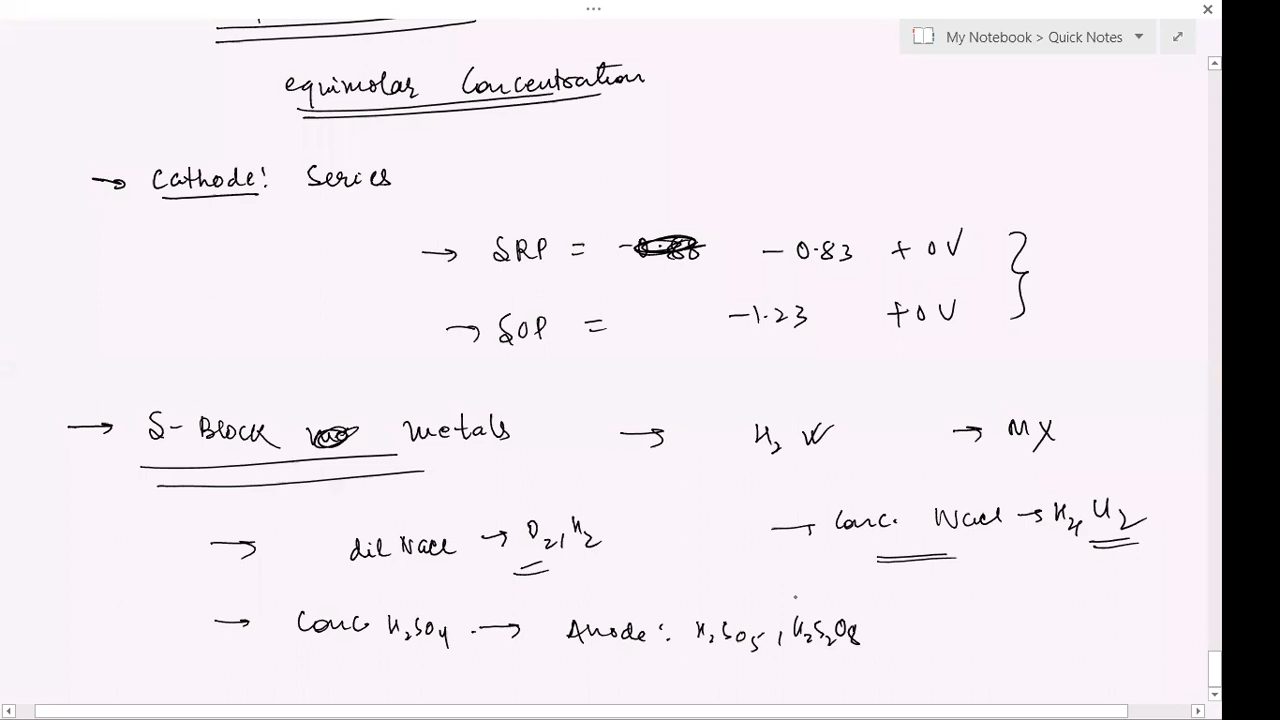 My Notebook > Quick Notes
equimolar Concentration
→ Cathode: Series
→ SRP = - 0.83 + 0V
→ SOP = -1.23 + 0V
→ S-Block metals → H2 → MX
→ dil NaCl → O2, H2 → Conc. NaCl → H2, Cl2
→ Conc H2SO4 → Anode: H2SO5, H2S2O8